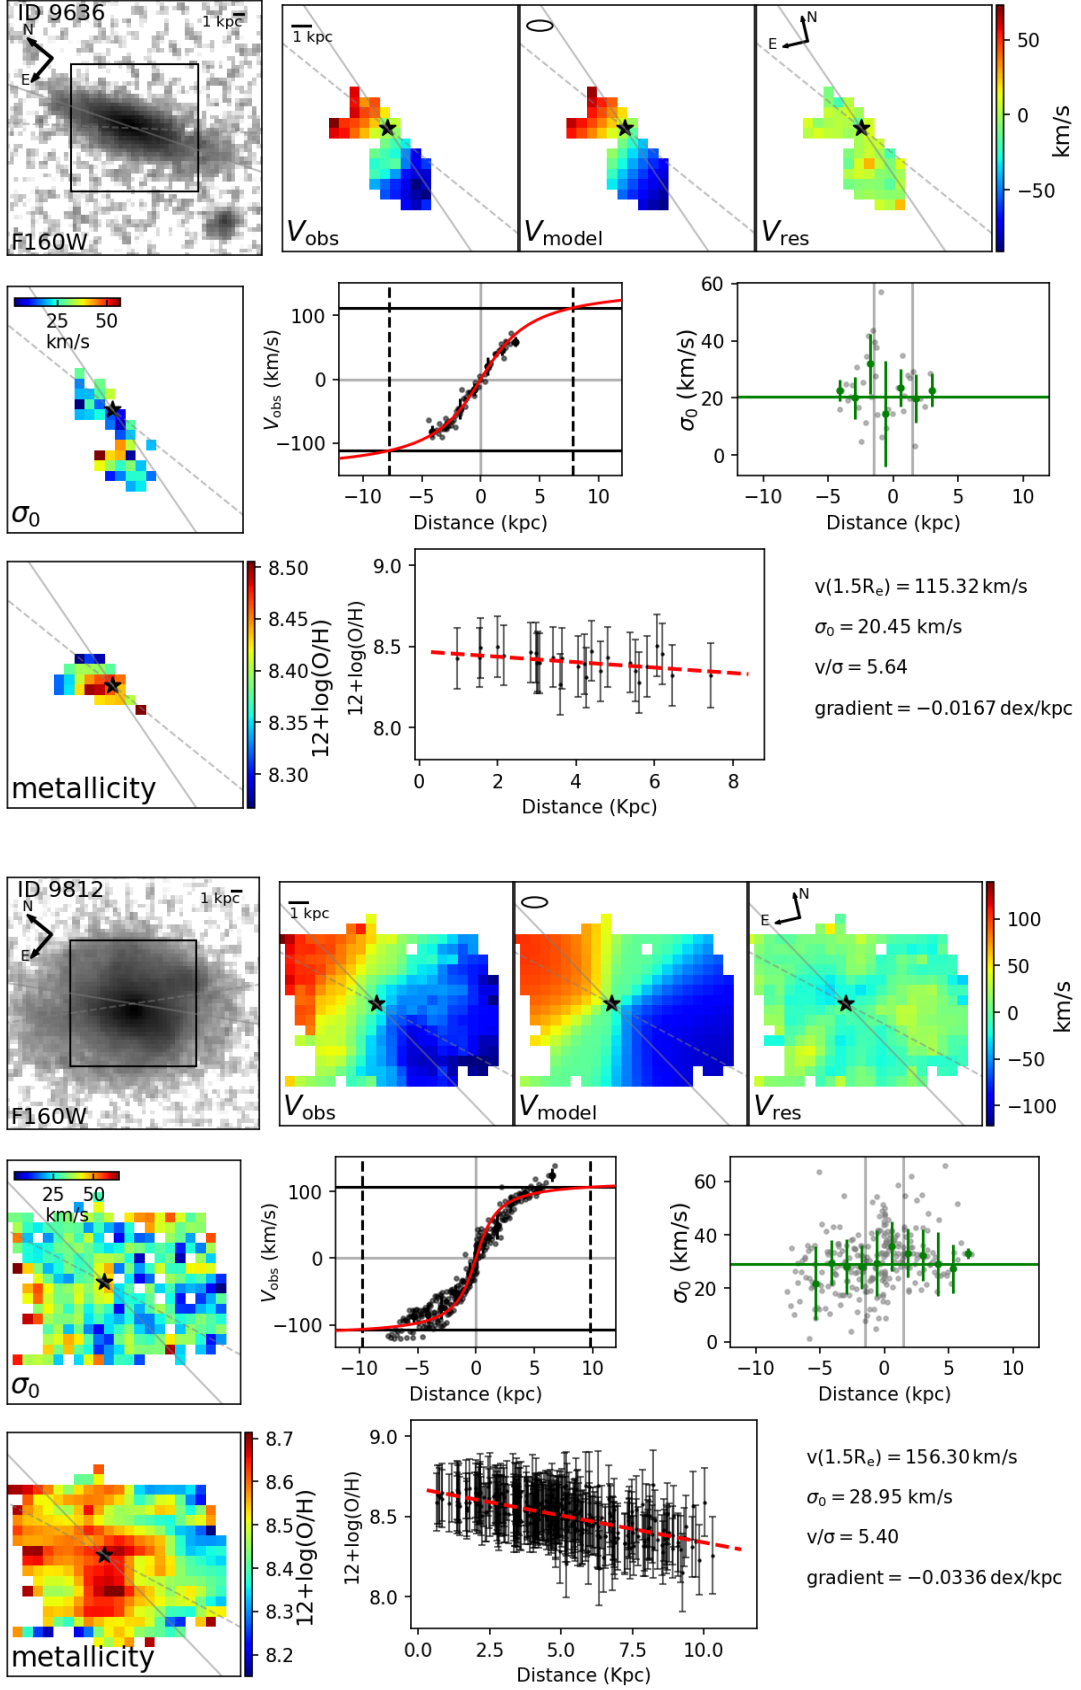 ID 9636
1 kpc
N
E
F160W
1 kpc
V_obs
V_model
N
E
V_res
50
0
−50
km/s
25 50
km/s
σ₀
100
0
−100
V_obs (km/s)
−10 −5 0 5 10
Distance (kpc)
60
40
20
0
σ₀ (km/s)
−10 −5 0 5 10
Distance (kpc)
metallicity
8.50
8.45
8.40
8.35
8.30
12+log(O/H)
9.0
8.5
8.0
12+log(O/H)
0 2 4 6 8
Distance (Kpc)
v(1.5Rₑ) = 115.32 km/s
σ₀ = 20.45 km/s
v/σ = 5.64
gradient = −0.0167 dex/kpc
ID 9812
1 kpc
N
E
F160W
1 kpc
V_obs
V_model
N
E
V_res
100
50
0
−50
−100
km/s
25 50
km/s
σ₀
100
0
−100
V_obs (km/s)
−10 −5 0 5 10
Distance (kpc)
60
40
20
0
σ₀ (km/s)
−10 −5 0 5 10
Distance (kpc)
metallicity
8.7
8.6
8.5
8.4
8.3
8.2
12+log(O/H)
9.0
8.5
8.0
12+log(O/H)
0.0 2.5 5.0 7.5 10.0
Distance (Kpc)
v(1.5Rₑ) = 156.30 km/s
σ₀ = 28.95 km/s
v/σ = 5.40
gradient = −0.0336 dex/kpc